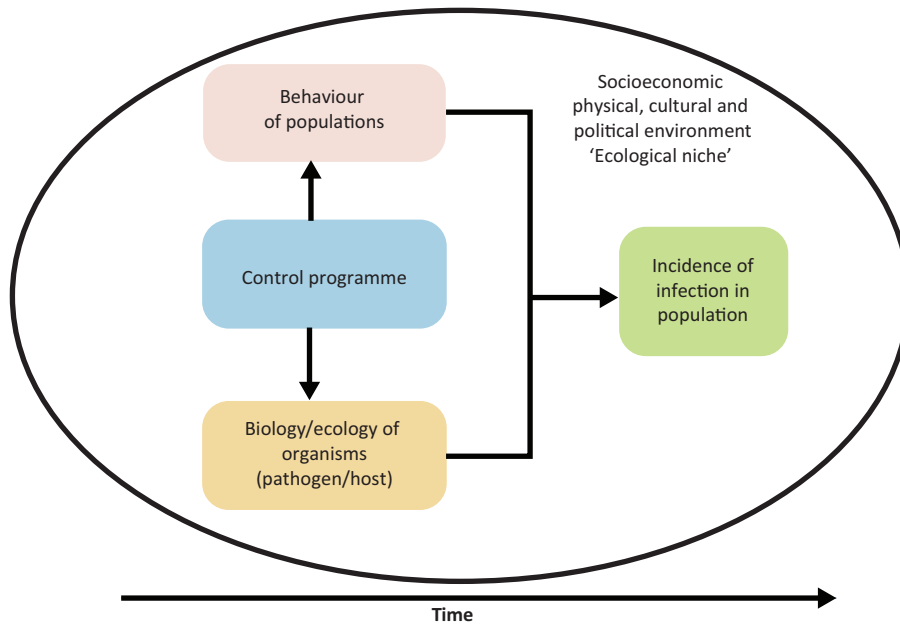 Behaviour
of populations
Socioeconomic
physical, cultural and
political environment
‘Ecological niche’
Control programme
Incidence of
infection in
population
Biology/ecology of
organisms
(pathogen/host)
Time